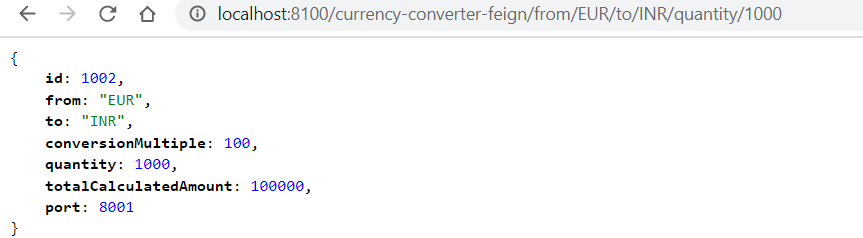 localhost:8100/currency-converter-feign/from/EUR/to/INR/quantity/1000
{
id: 1002,
from: "EUR",
to: "INR",
conversionMultiple: 100,
quantity: 1000,
totalCalculatedAmount: 100000,
port: 8001
}